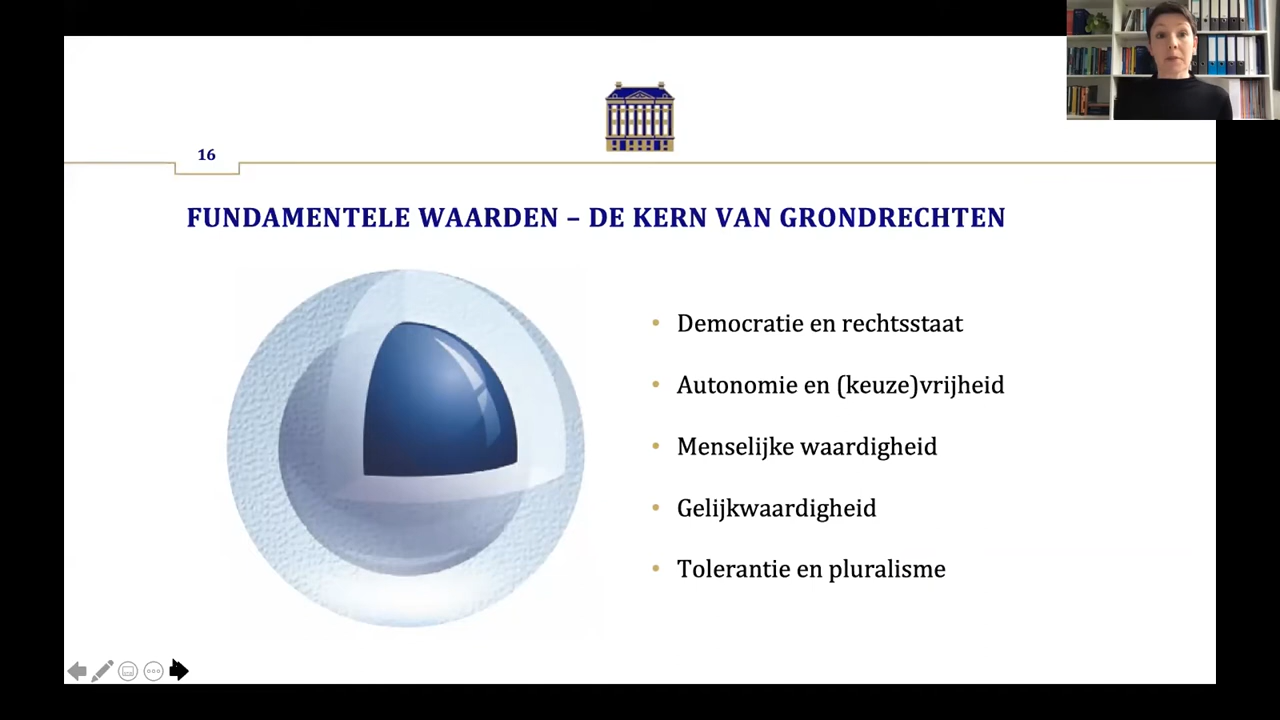 16
FUNDAMENTELE WAARDEN – DE KERN VAN GRONDRECHTEN
• Democratie en rechtsstaat
• Autonomie en (keuze)vrijheid
• Menselijke waardigheid
• Gelijkwaardigheid
• Tolerantie en pluralisme